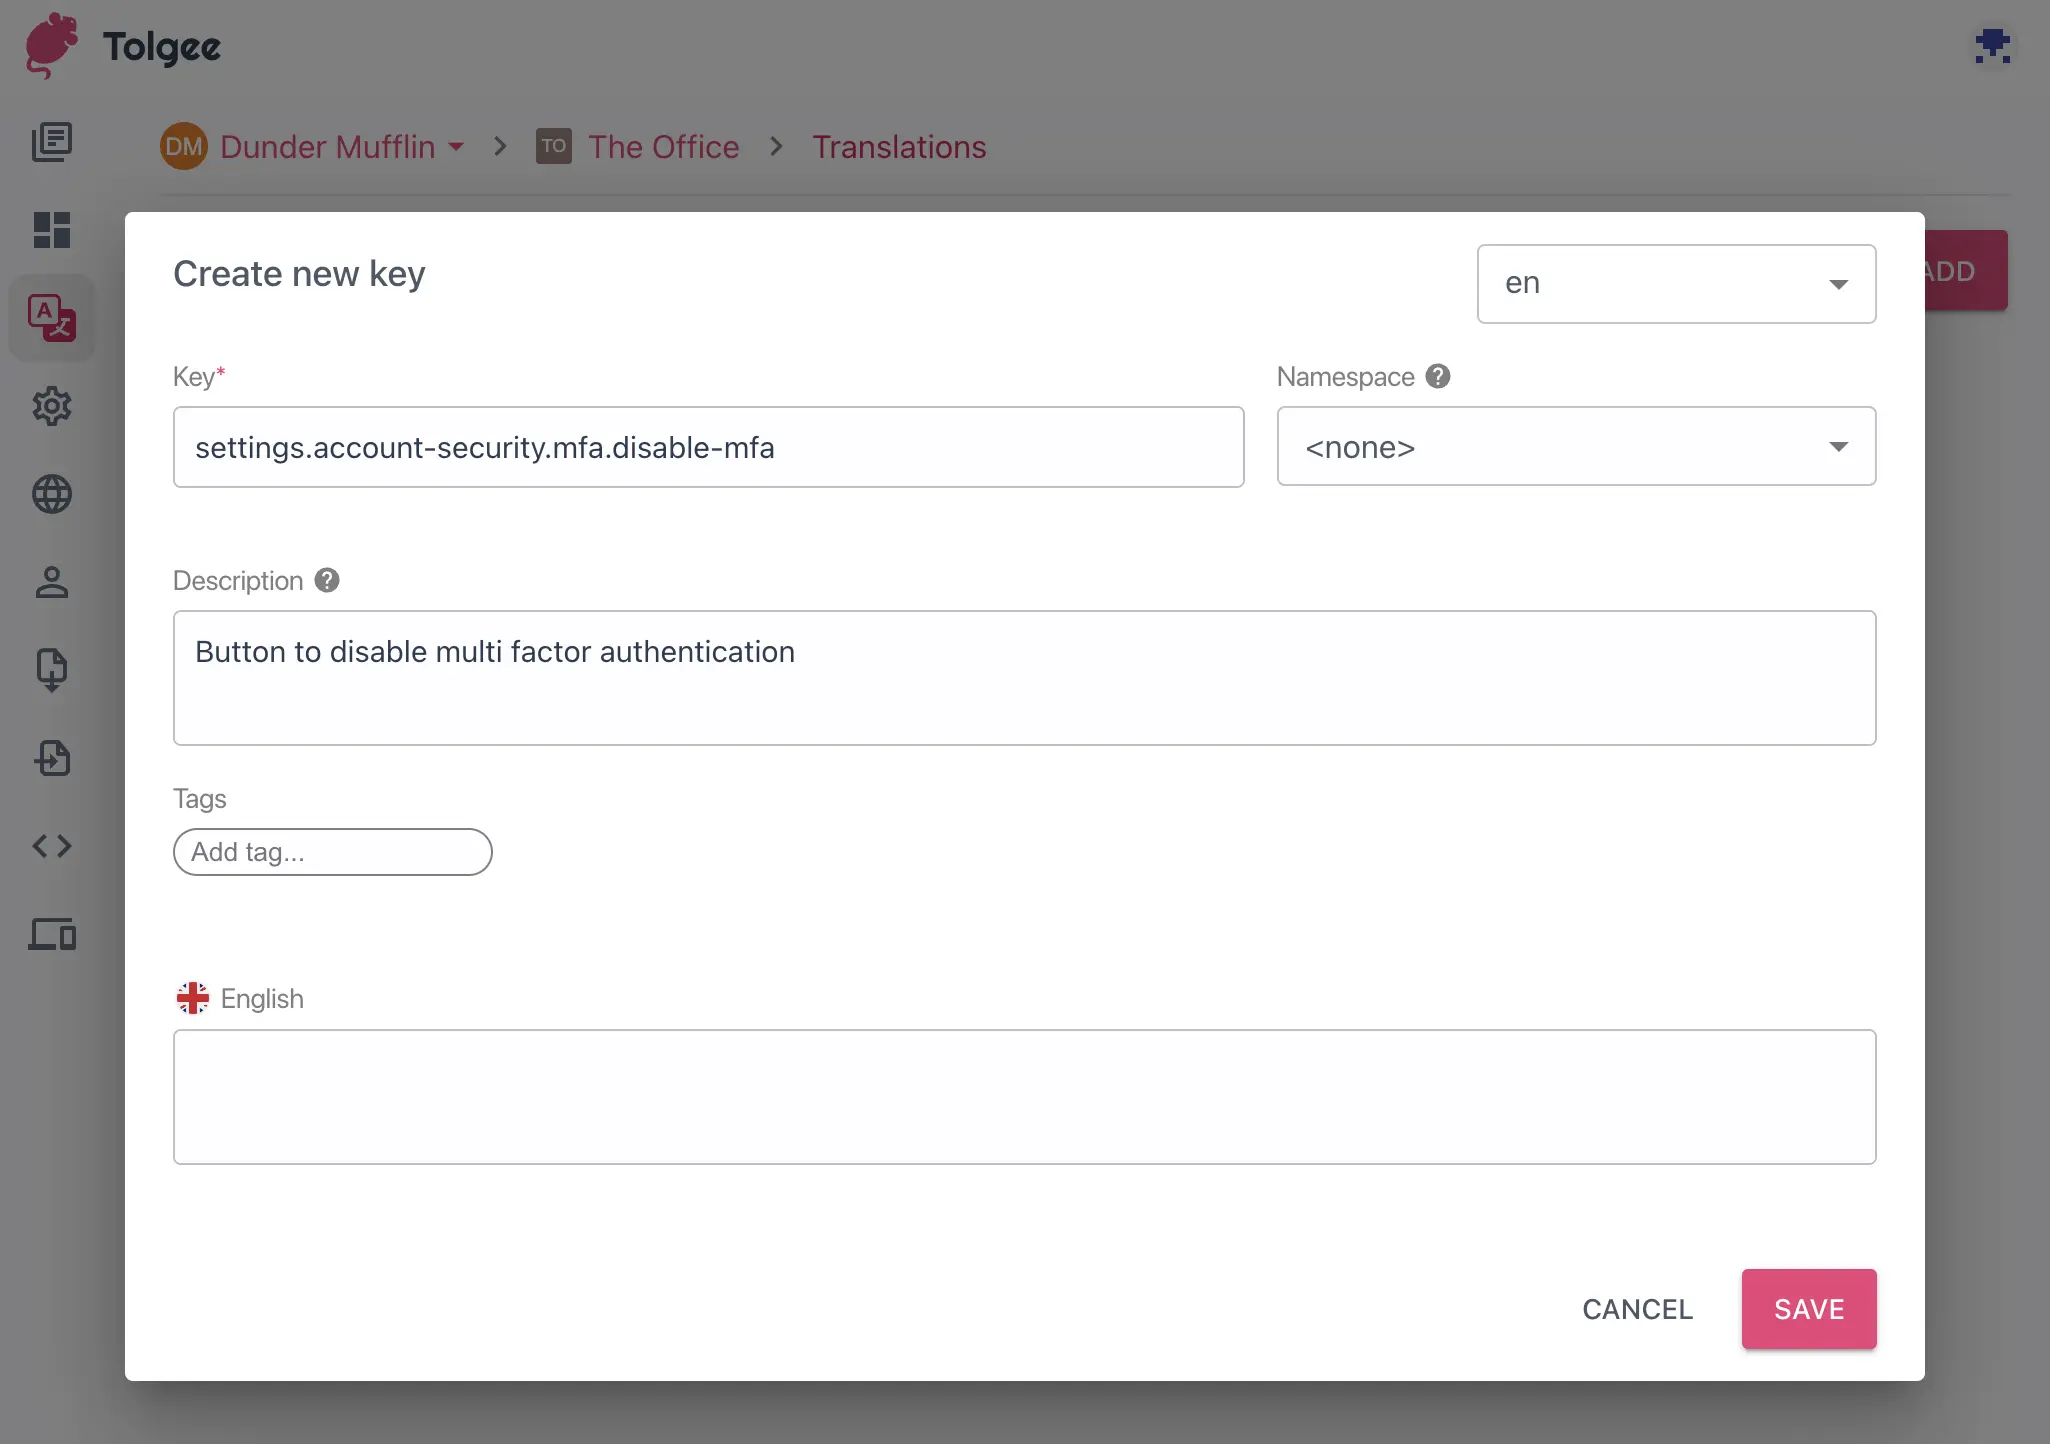 Tolgee
DM Dunder Mufflin > TO The Office > Translations
ADD
Create new key
en
Key*
Namespace ?
settings.account-security.mfa.disable-mfa
<none>
Description ?
Button to disable multi factor authentication
Tags
Add tag...
English
CANCEL
SAVE